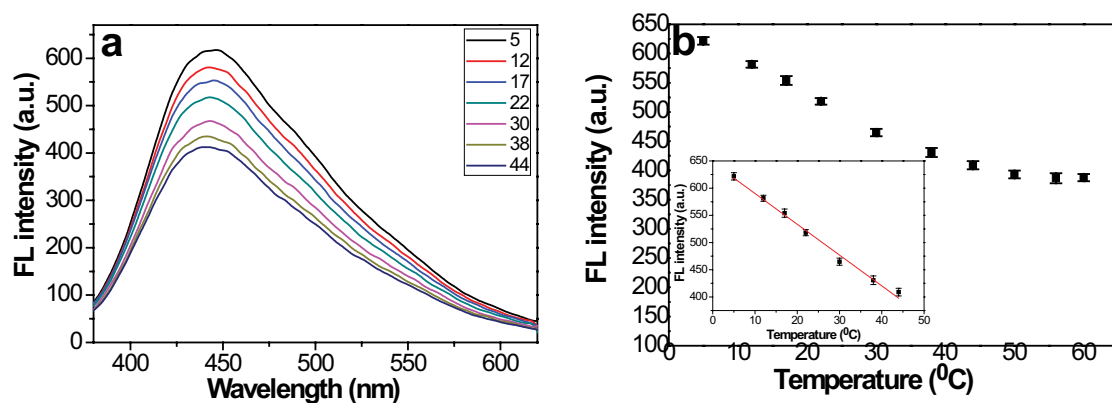 a
5
12
17
22
30
38
44
600
500
400
300
200
100
0
400 450 500 550 600
FL intensity (a.u.)
Wavelength (nm)
b
650
600
550
500
450
400
350
300
250
200
150
100
0 10 20 30 40 50 60
FL intensity (a.u.)
Temperature (⁰C)
650
600
550
500
450
400
0 10 20 30 40 50
FL intensity (a.u.)
Temperature (⁰C)